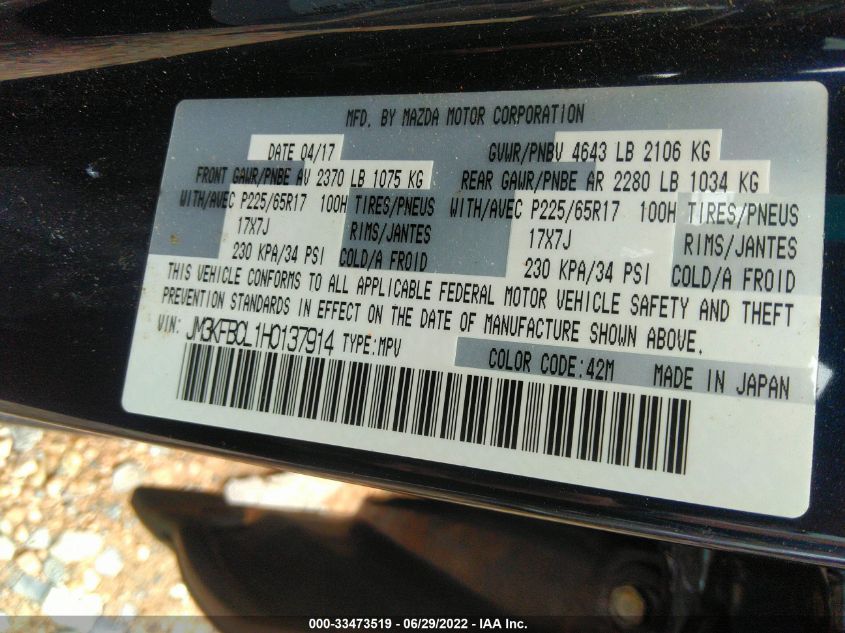 MFD. BY MAZDA MOTOR CORPORATION
DATE 04/17 GVWR/PNBV 4643 LB 2106 KG
FRONT GAWR/PNBE AV 2370 LB 1075 KG REAR GAWR/PNBE AR 2280 LB 1034 KG
WITH/AVEC P225/65R17 100H TIRES/PNEUS WITH/AVEC P225/65R17 100H TIRES/PNEUS
17X7J RIMS/JANTES 17X7J RIMS/JANTES
230 KPA/34 PSI COLD/A FROID 230 KPA/34 PSI COLD/A FROID
THIS VEHICLE CONFORMS TO ALL APPLICABLE FEDERAL MOTOR VEHICLE SAFETY AND THEFT
PREVENTION STANDARDS IN EFFECT ON THE DATE OF MANUFACTURE SHOWN ABOVE.
VIN: JM3KFBCL1H0137914 TYPE:MPV
COLOR CODE:42M MADE IN JAPAN
000-33473519 - 06/29/2022 - IAA Inc.